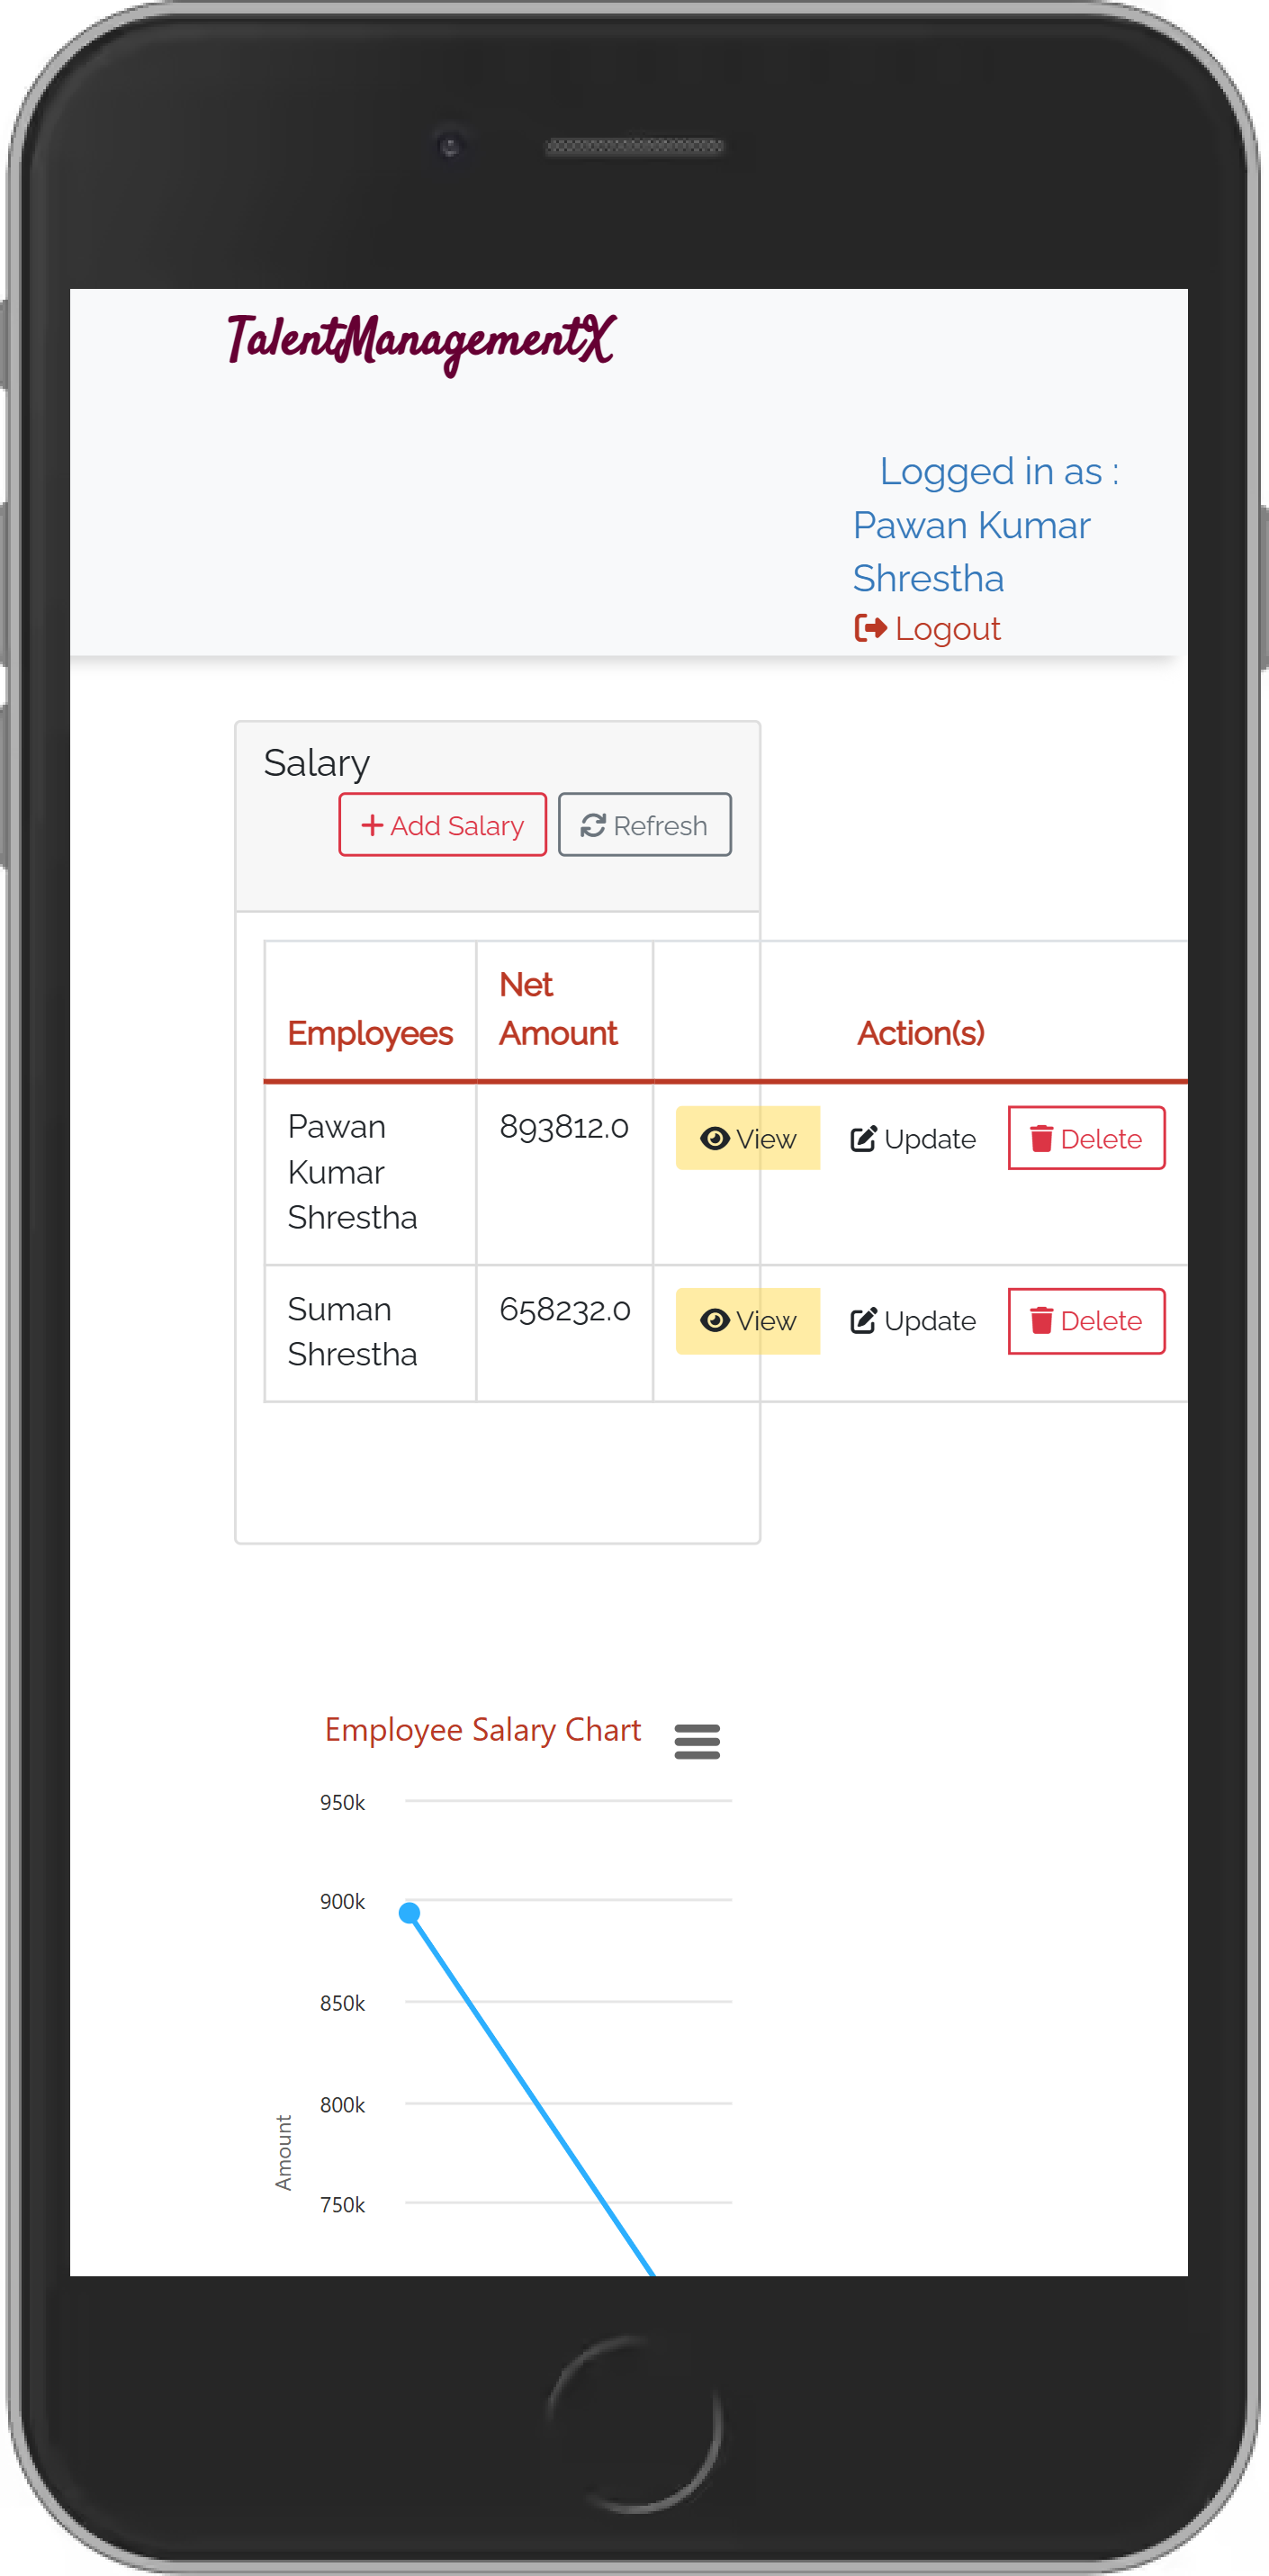 TalentManagementX
Logged in as :
Pawan Kumar
Shrestha
Logout
Salary
Add Salary Refresh
Net
Employees Amount Action(s)
Pawan 893812.0 View Update Delete
Kumar
Shrestha
Suman 658232.0 View Update Delete
Shrestha
Employee Salary Chart
950k
900k
850k
800k
Amount
750k